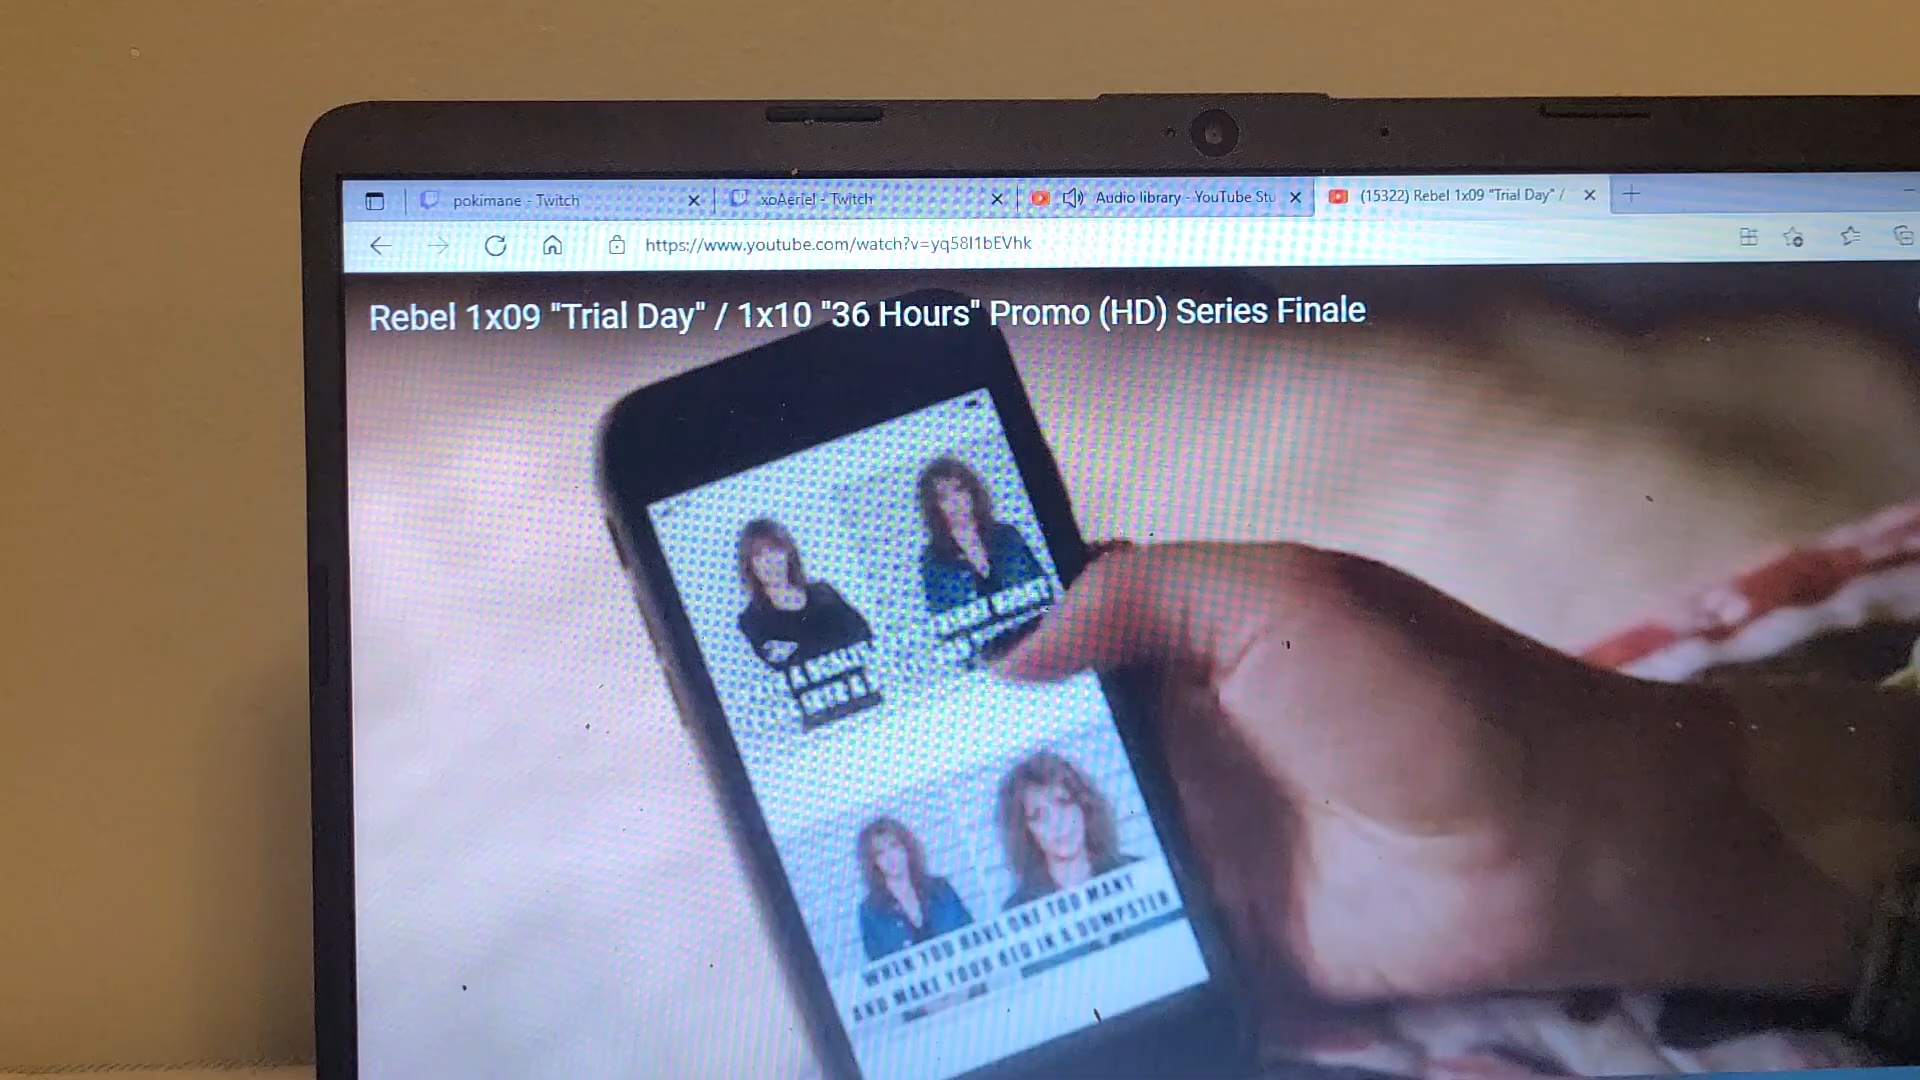 pokimane - Twitch
xoAeriel - Twitch
Audio library - YouTube Stu
(15322) Rebel 1x09 "Trial Day" /
https://www.youtube.com/watch?v=yq58l1bEVhk
Rebel 1x09 "Trial Day" / 1x10 "36 Hours" Promo (HD) Series Finale
WHEN YOU HAVE ONE TOO MANY
AND MAKE YOUR BED IN A DUMPSTER